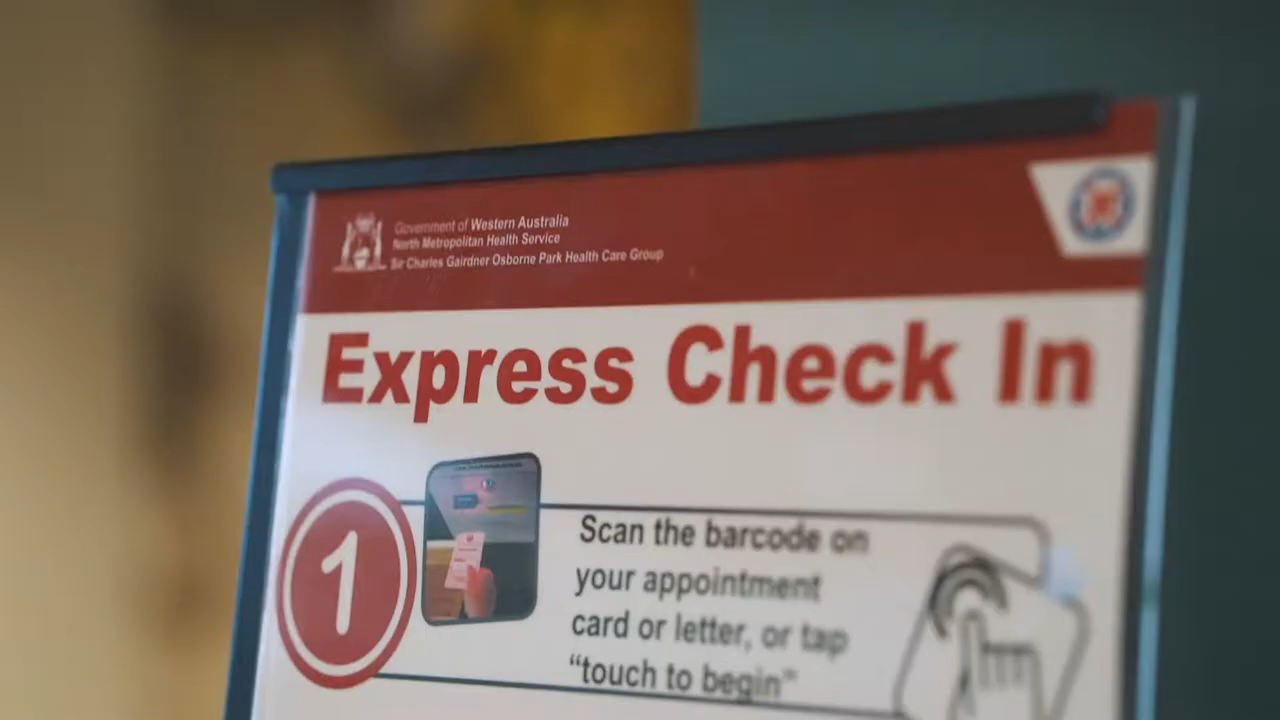 Government of Western Australia
North Metropolitan Health Service
Sir Charles Gairdner Osborne Park Health Care Group
Express Check In
1
Scan the barcode on
your appointment
card or letter, or tap
“touch to begin”